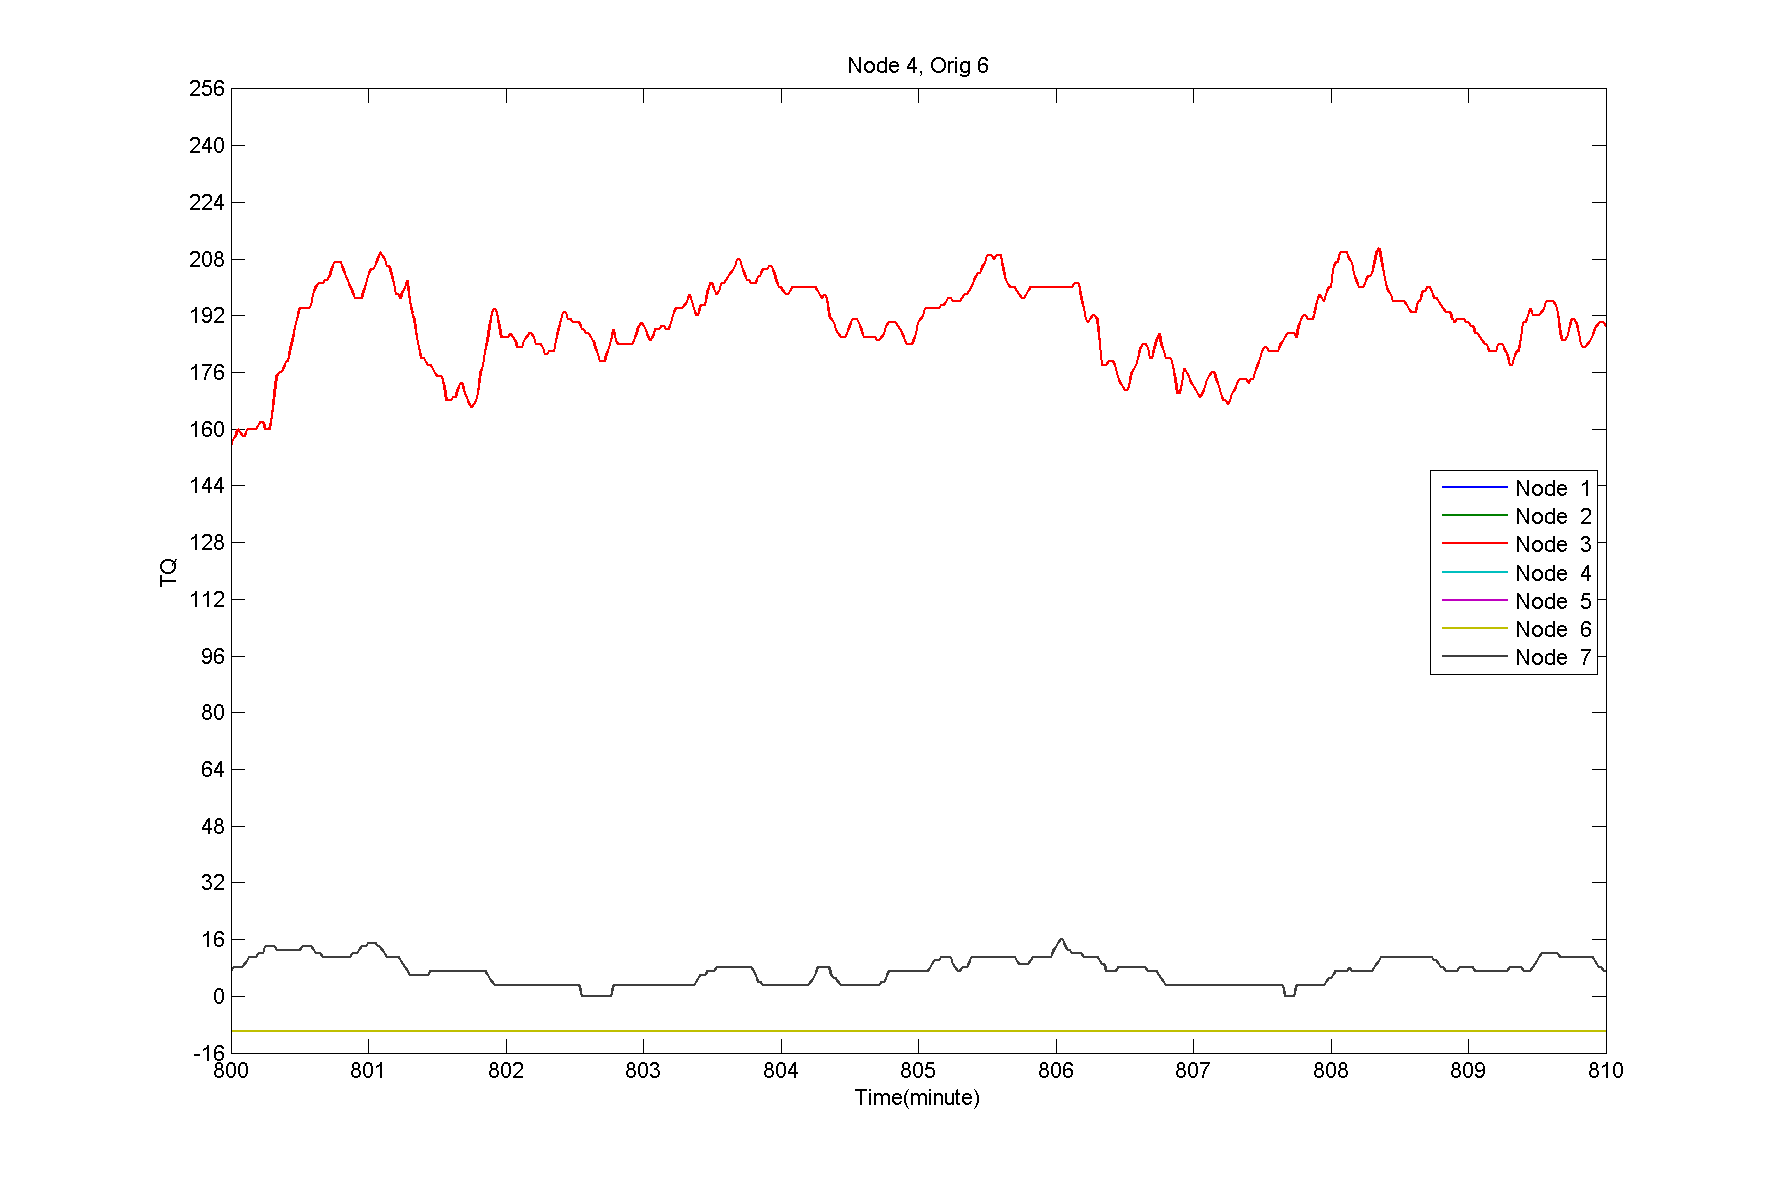 Node 4, Orig 6
256
240
224
208
192
176
160
144
128
112
96
80
64
48
32
16
0
-16
TQ
Node 1
Node 2
Node 3
Node 4
Node 5
Node 6
Node 7
800 801 802 803 804 805 806 807 808 809 810
Time(minute)